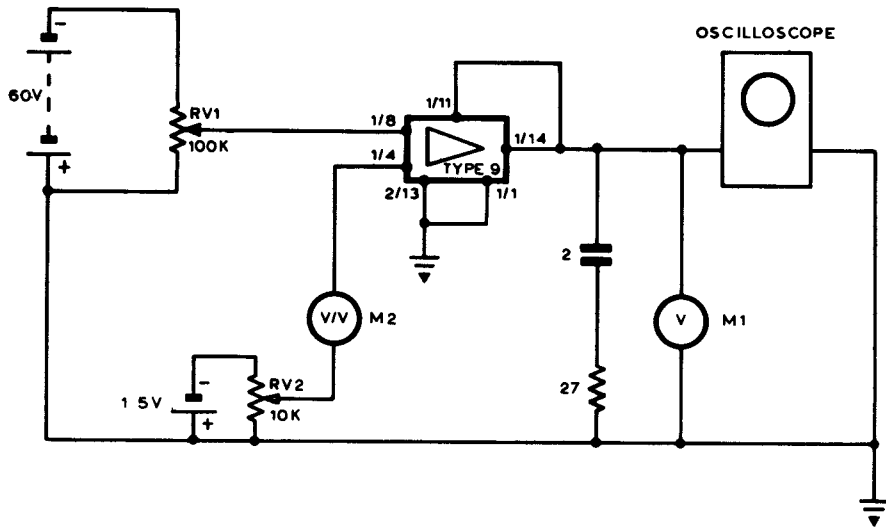 OSCILLOSCOPE
−
60V
+
RV1
100K
1/11
1/8
1/14
1/4
TYPE 9
2/13
1/1
2
V/V M2
V M1
27
1 5V
−
+
RV2
10K